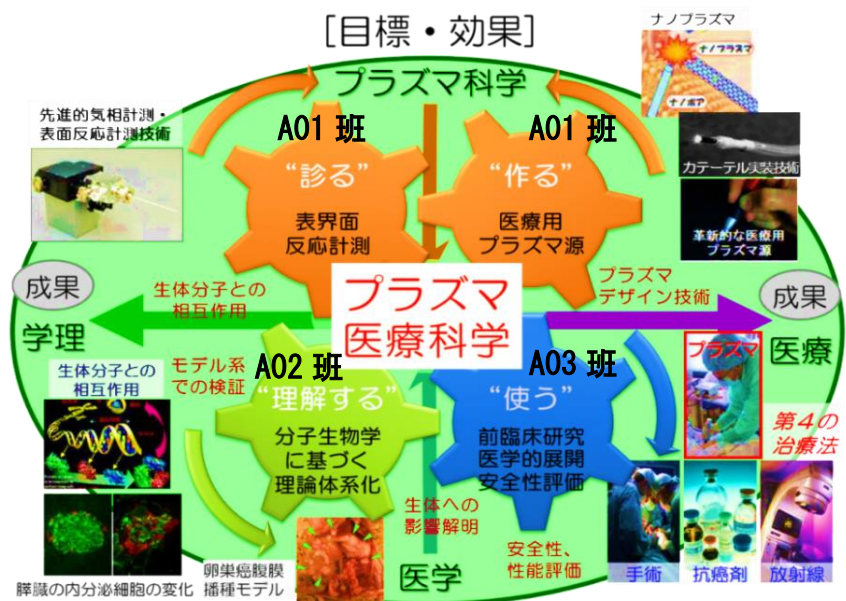 [目標・効果]
ナノプラズマ
ナノプラズマ
ナノポア
プラズマ科学
先進的気相計測・
表面反応計測技術
A01 班
A01 班
“診る”
“作る”
表界面
反応計測
医療用
プラズマ源
カテーテル実装技術
革新的な医療用
プラズマ源
成果
学理
生体分子との
相互作用
プラズマ
医療科学
プラズマ
デザイン技術
成果
医療
生体分子との
相互作用
モデル系
での検証
A02 班
“理解する”
分子生物学
に基づく
理論体系化
A03 班
“使う”
前臨床研究
医学的展開
安全性評価
プラズマ
第4の
治療法
生体への
影響解明
安全性、
性能評価
手術
抗癌剤
放射線
膵臓の内分泌細胞の変化
卵巣癌腹膜
播種モデル
医学